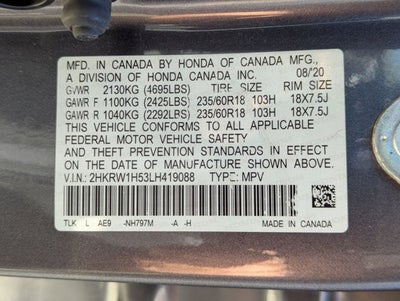 MFD. IN CANADA BY HONDA OF CANADA MFG.,
A DIVISION OF HONDA CANADA INC. 08/'20
GVWR 2130KG (4695LBS) TIRE SIZE RIM SIZE
GAWR F 1100KG (2425LBS) 235/60R18 103H 18X7.5J
GAWR R 1040KG (2292LBS) 235/60R18 103H 18X7.5J
THIS VEHICLE CONFORMS TO ALL APPLICABLE
FEDERAL MOTOR VEHICLE SAFETY
AND THEFT PREVENTION STANDARDS IN EFFECT
ON THE DATE OF MANUFACTURE SHOWN ABOVE.
V.I.N.: 2HKRW1H53LH419088 TYPE: MPV
TLK L AE9 -NH797M -A -H MADE IN CANADA